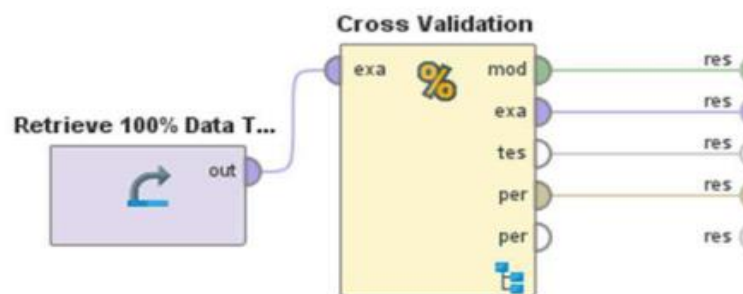 Cross Validation
exa
%
mod
res
exa
res
Retrieve 100% Data T...
out
tes
res
per
res
per
res